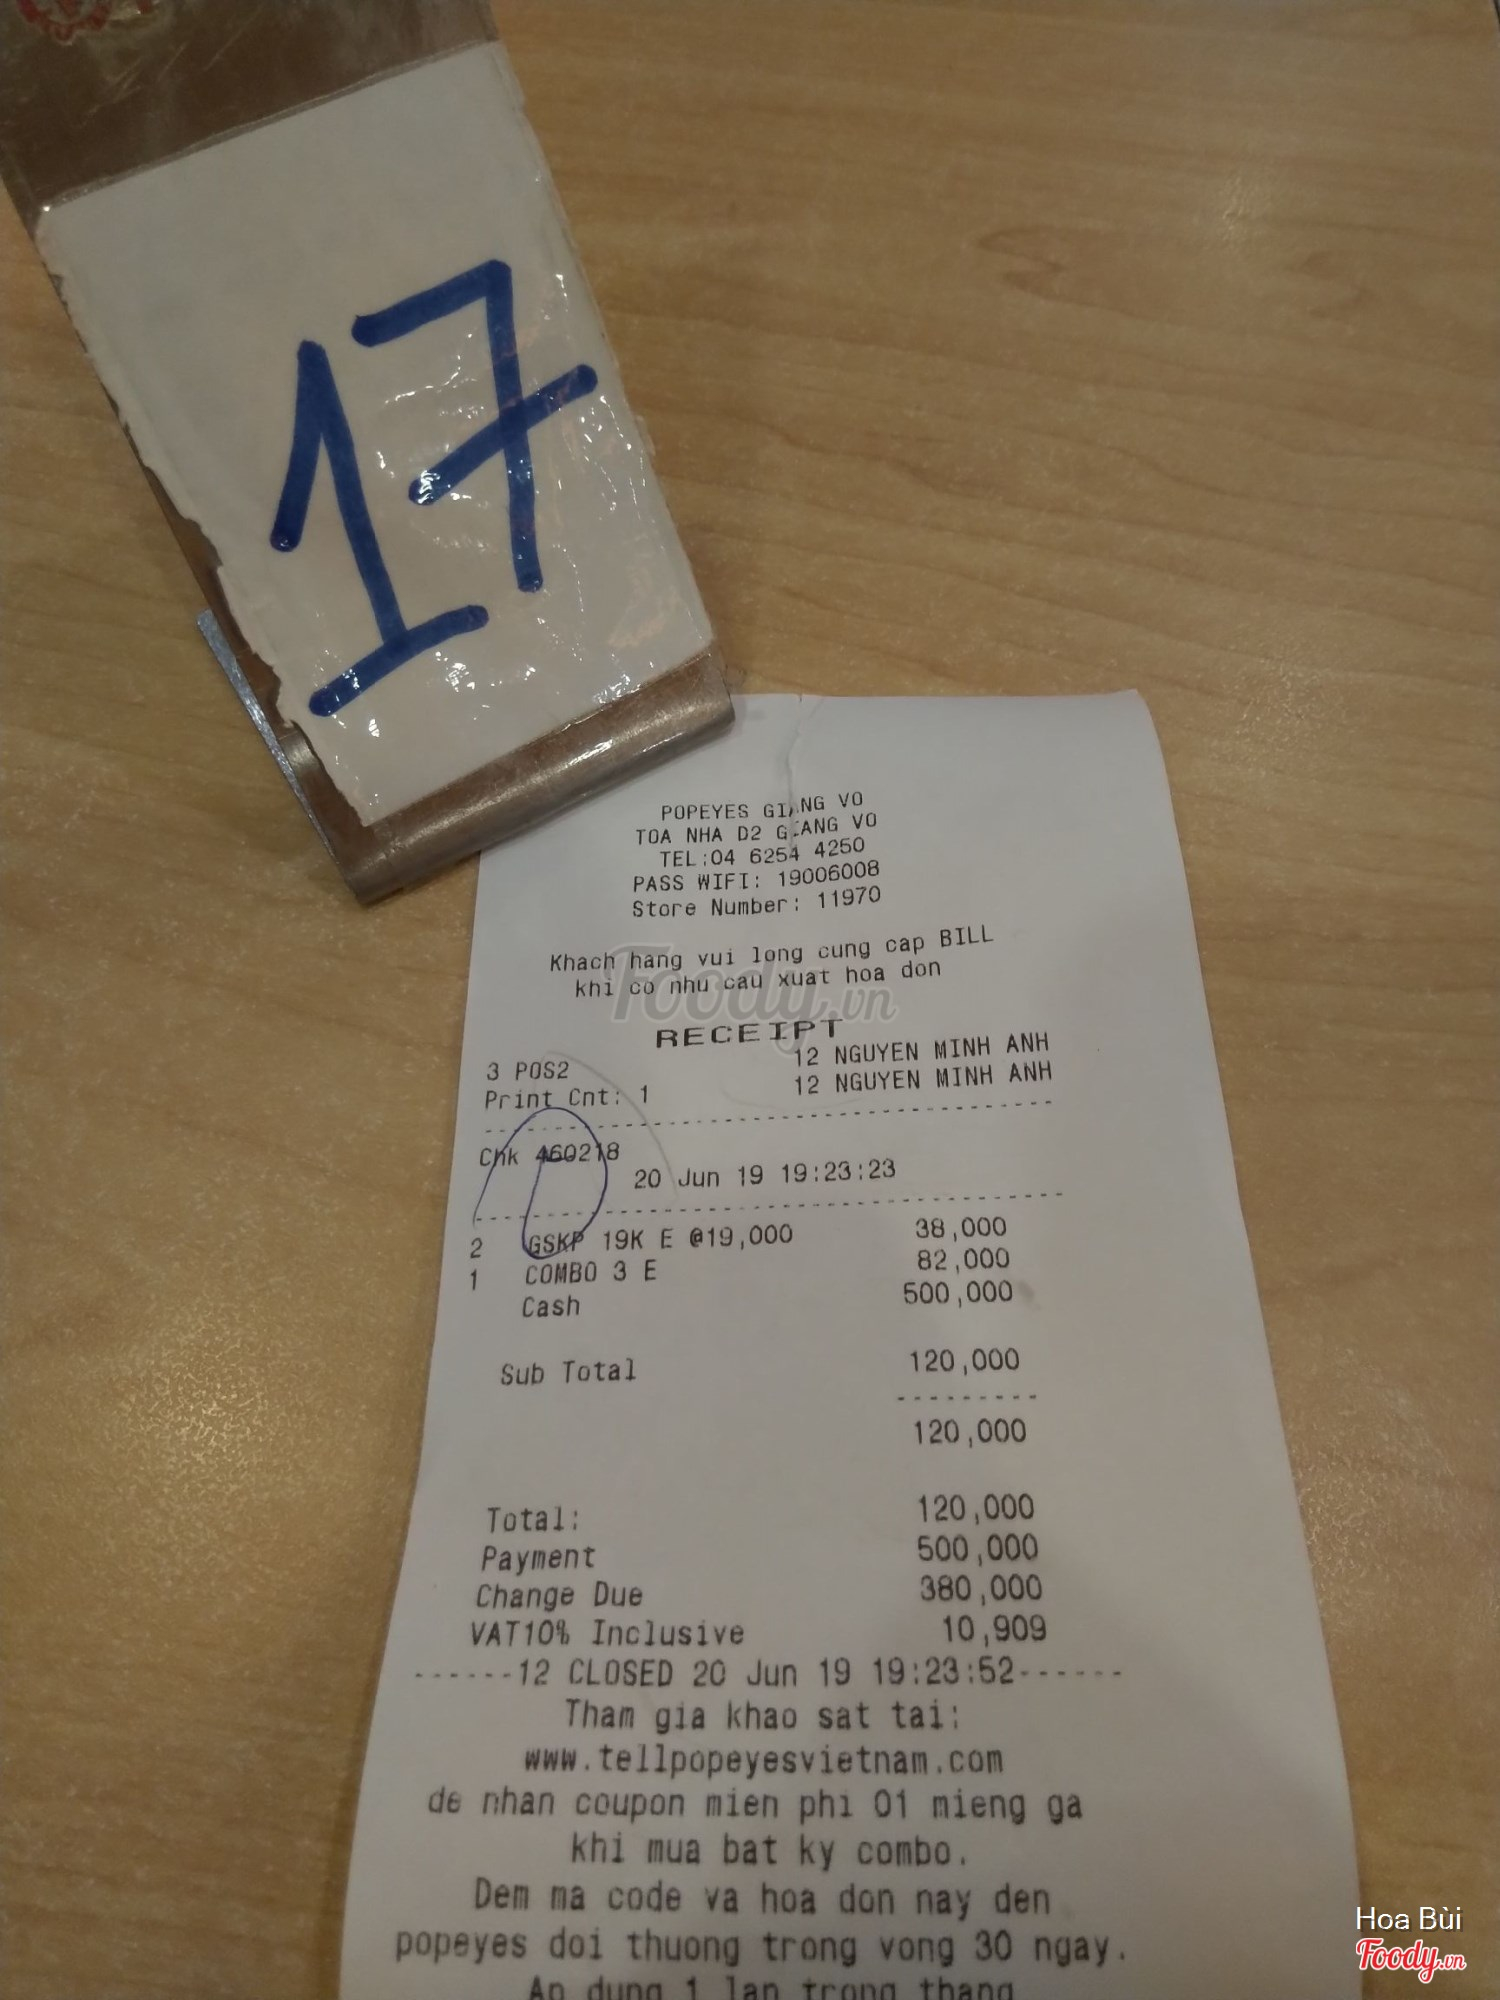 17
POPEYES GIANG VO
TOA NHA D2 GIANG VO
TEL:04 6254 4250
PASS WIFI: 19006008
Store Number: 11970
Khach hang vui long cung cap BILL
khi co nhu cau xuat hoa don
Foody.vn
RECEIPT
3 POS2 12 NGUYEN MINH ANH
Print Cnt: 1 12 NGUYEN MINH ANH
Chk 460218
20 Jun 19 19:23:23
2 GSKP 19K E @19,000 38,000
1 COMBO 3 E 82,000
Cash 500,000
Sub Total 120,000
120,000
Total: 120,000
Payment 500,000
Change Due 380,000
VAT10% Inclusive 10,909
------12 CLOSED 20 Jun 19 19:23:52------
Tham gia khao sat tai:
www.tellpopeyesvietnam.com
de nhan coupon mien phi 01 mieng ga
khi mua bat ky combo.
Dem ma code va hoa don nay den
popeyes doi thuong trong vong 30 ngay.
Ap dung 1 lan trong thang
Hoa Bùi
Foody.vn